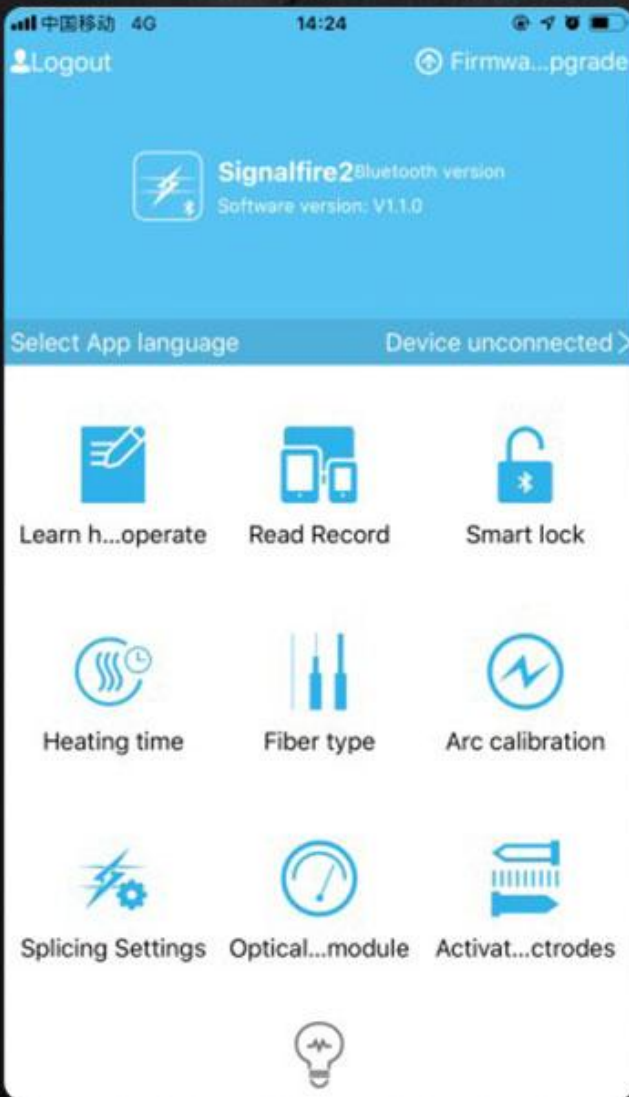 中国移动 4G 14:24
Logout Firmwa...pgrade
Signalfire2 Bluetooth version
Software version: V1.1.0
Select App language Device unconnected
Learn h...operate Read Record Smart lock
Heating time Fiber type Arc calibration
Splicing Settings Optical...module Activat...ctrodes